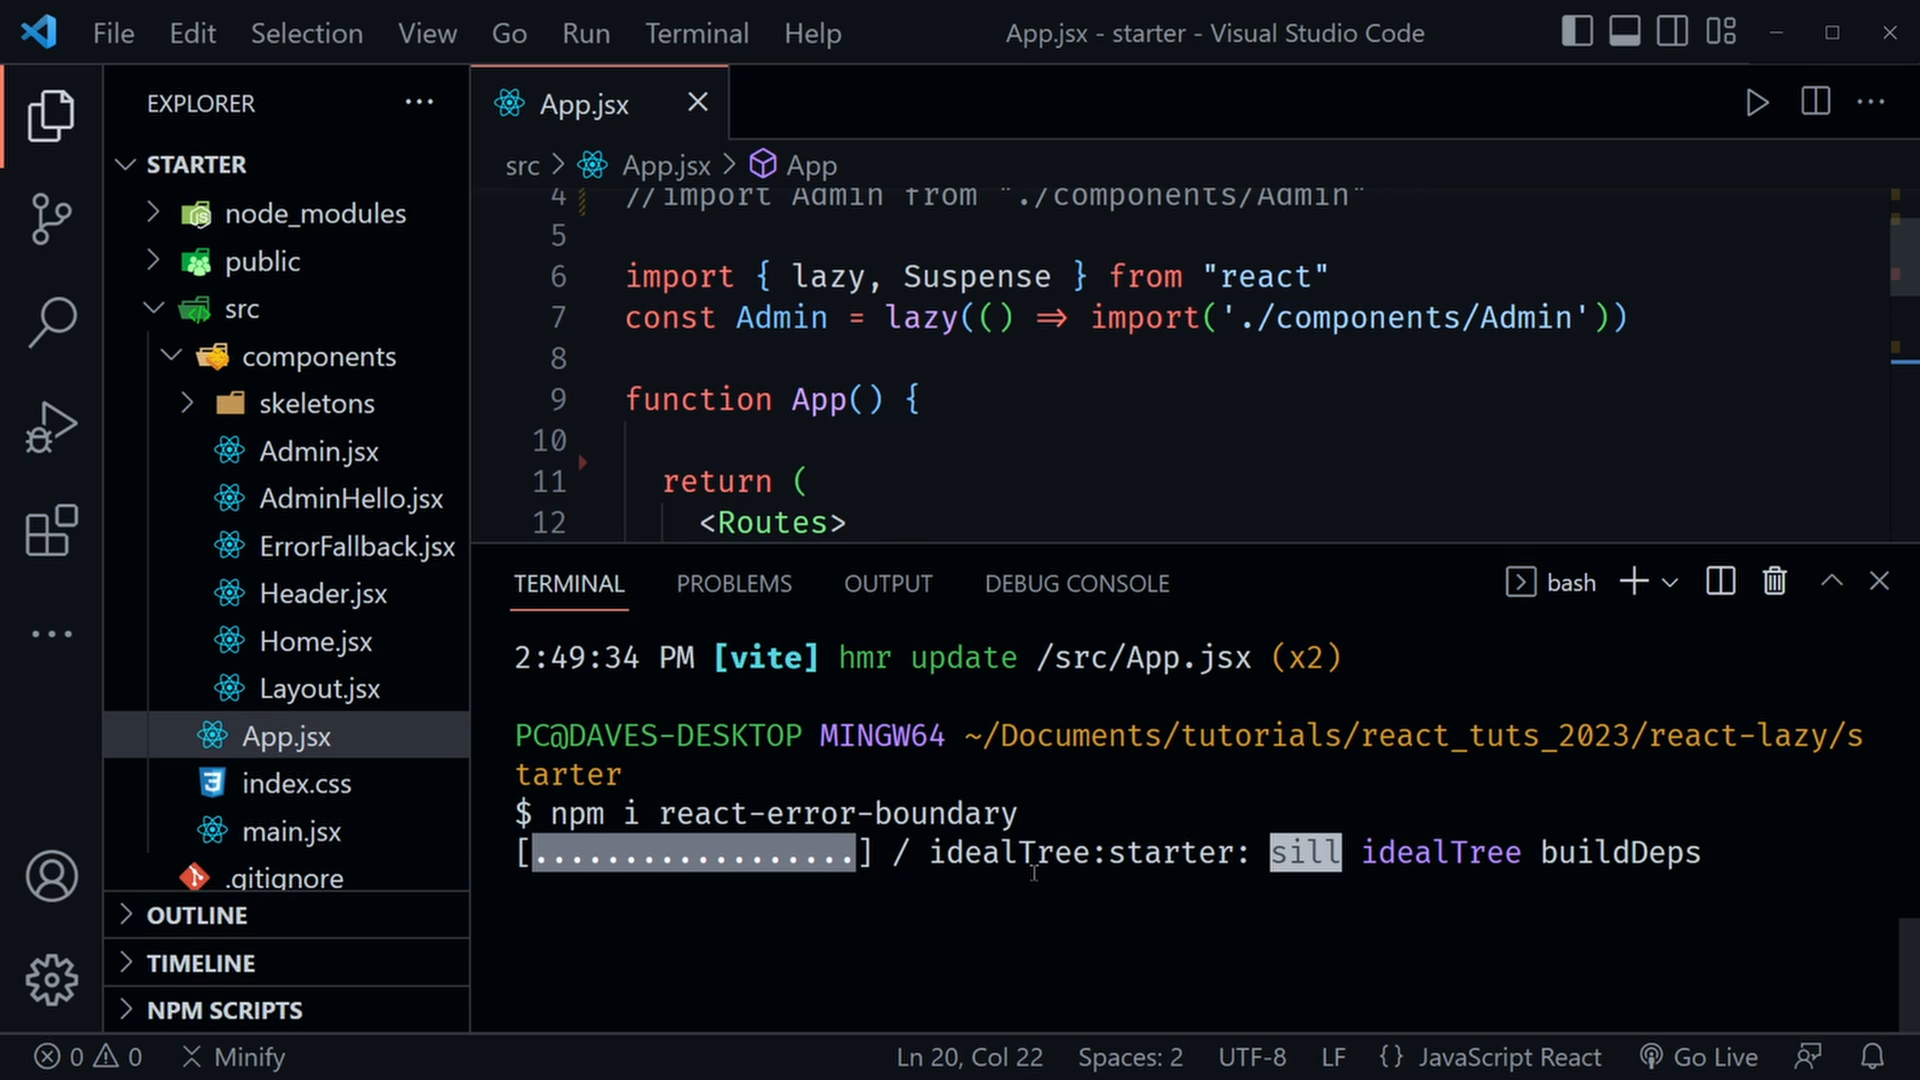 File Edit Selection View Go Run Terminal Help App.jsx - starter - Visual Studio Code
EXPLORER ···
STARTER
node_modules
public
src
components
skeletons
Admin.jsx
AdminHello.jsx
ErrorFallback.jsx
Header.jsx
Home.jsx
Layout.jsx
App.jsx
index.css
main.jsx
.gitignore
OUTLINE
TIMELINE
NPM SCRIPTS
App.jsx
src > App.jsx > App
4 //import Admin from "./components/Admin"
5
6 import { lazy, Suspense } from "react"
7 const Admin = lazy(() => import('./components/Admin'))
8
9 function App() {
10
11 return (
12 <Routes>
TERMINAL PROBLEMS OUTPUT DEBUG CONSOLE bash
2:49:34 PM [vite] hmr update /src/App.jsx (x2)
PC@DAVES-DESKTOP MINGW64 ~/Documents/tutorials/react_tuts_2023/react-lazy/s
tarter
$ npm i react-error-boundary
[..................] / idealTree:starter: sill idealTree buildDeps
0 0 Minify Ln 20, Col 22 Spaces: 2 UTF-8 LF {} JavaScript React Go Live